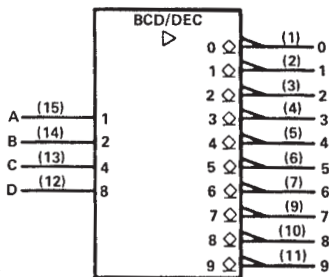 BCD/DEC
0 (1) 0
1 (2) 1
2 (3) 2
A (15) 1
3 (4) 3
B (14) 2
4 (5) 4
C (13) 4
5 (6) 5
D (12) 8
6 (7) 6
7 (9) 7
8 (10) 8
9 (11) 9